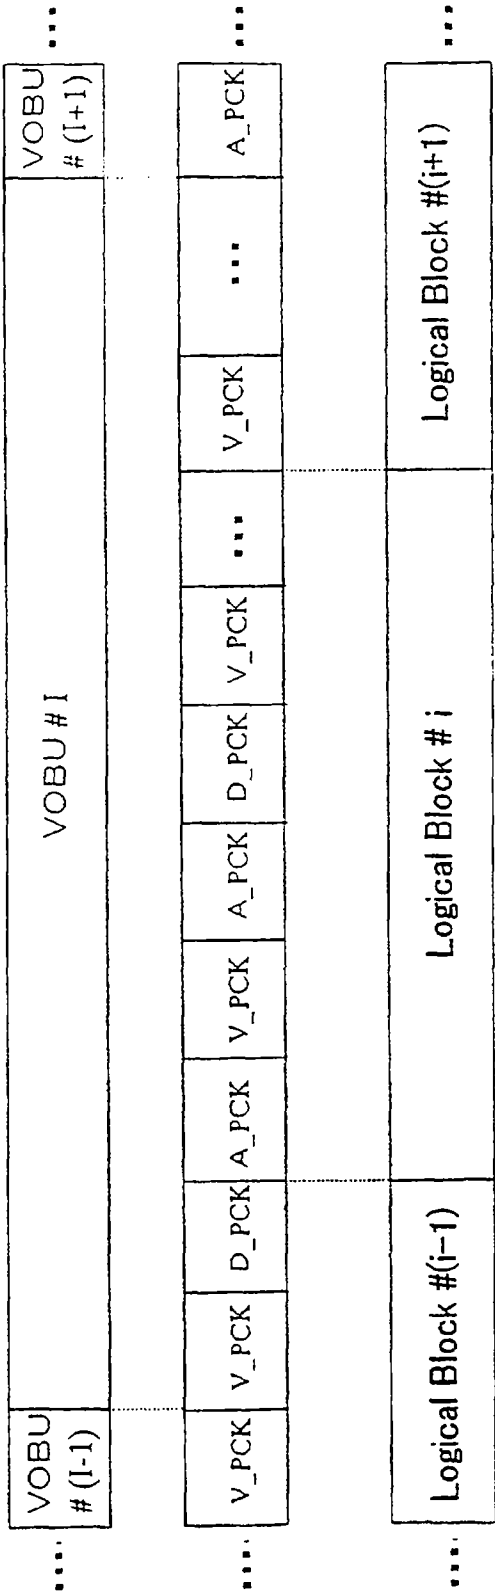 VOBU
# (I-1)
VOBU # I
VOBU
# (I+1)
V_PCK
V_PCK
D_PCK
A_PCK
V_PCK
A_PCK
D_PCK
V_PCK
...
V_PCK
...
A_PCK
Logical Block #(i-1)
Logical Block # i
Logical Block #(i+1)